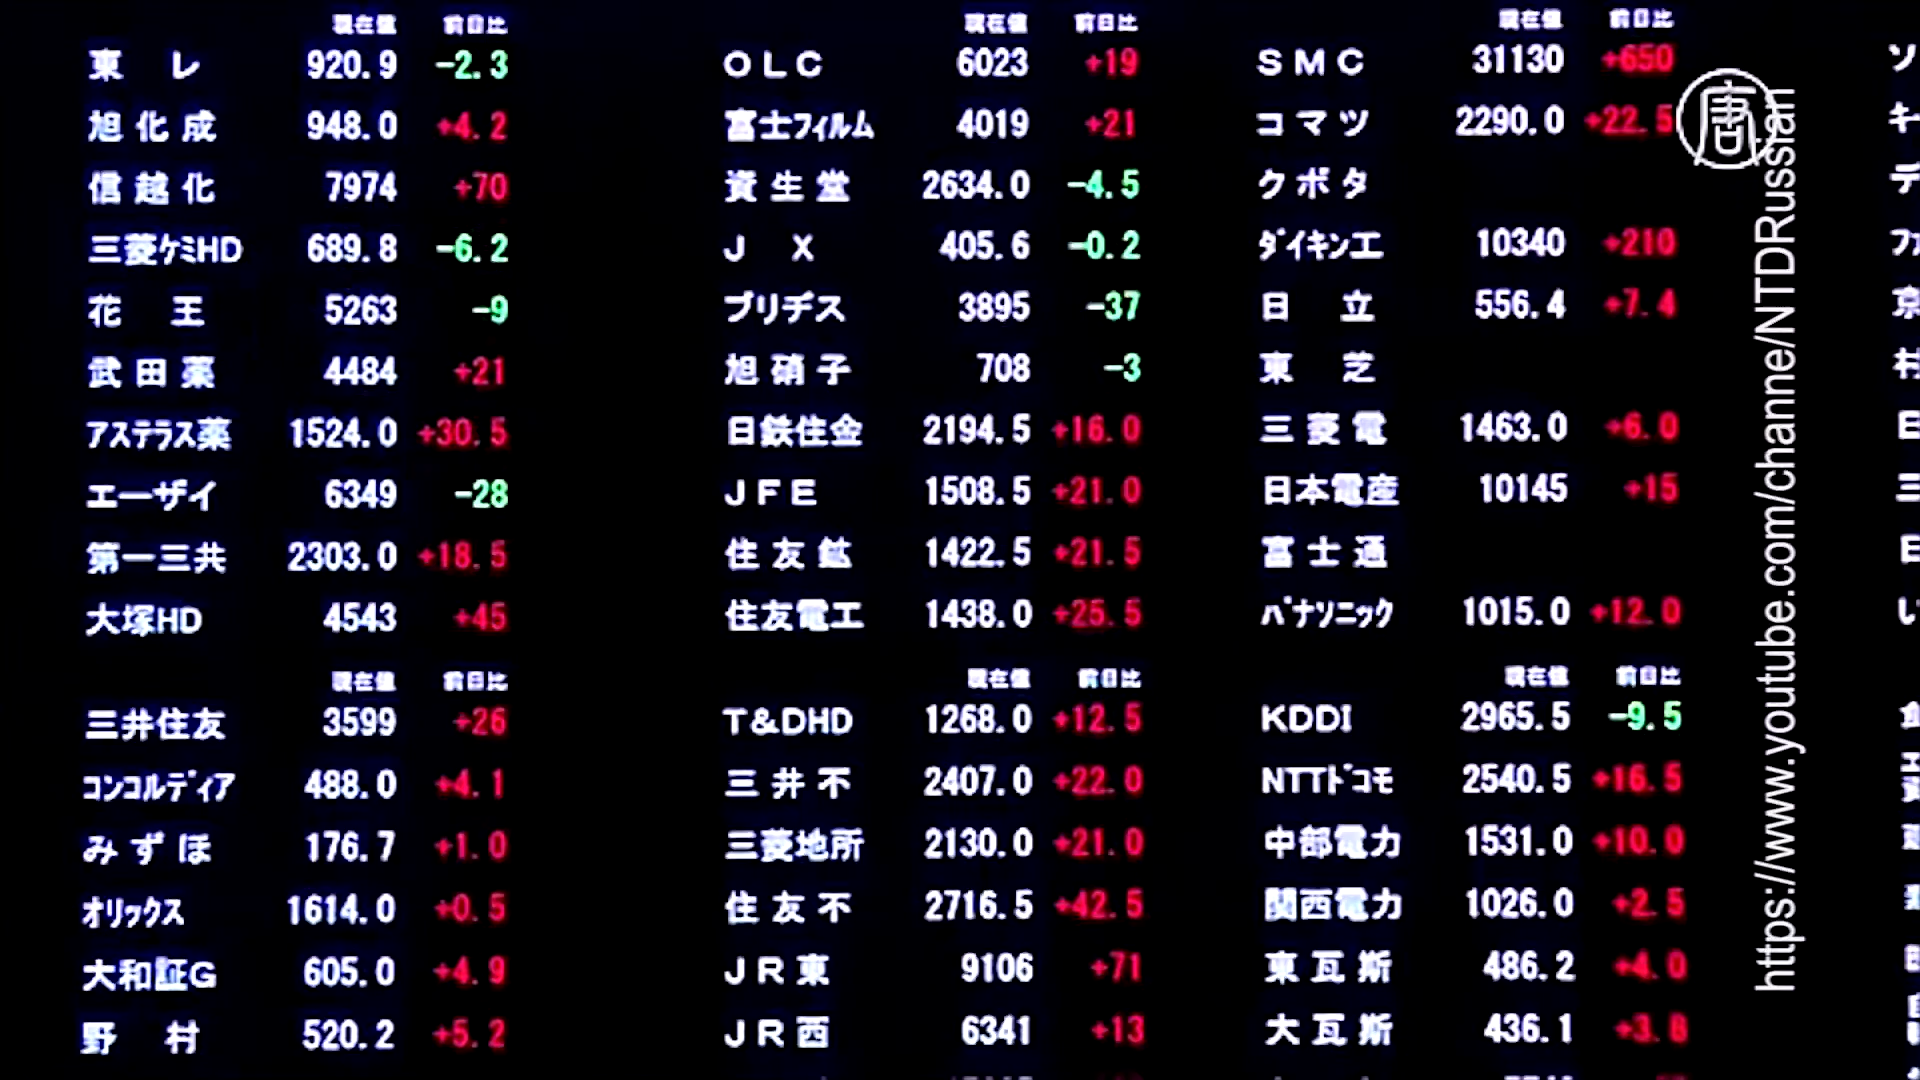 現在値 前日比 現在値 前日比 現在値 前日比
東 レ 920.9 -2.3 OLC 6023 +19 SMC 31130 +650
旭化成 948.0 +4.2 富士フィルム 4019 +21 コマツ 2290.0 +22.5
信越化 7974 +70 資生堂 2634.0 -4.5 クボタ
三菱ケミHD 689.8 -6.2 J X 405.6 -0.2 ダイキン工 10340 +210
花 王 5263 -9 ブリヂス 3895 -37 日 立 556.4 +7.4
武田薬 4484 +21 旭硝子 708 -3 東 芝
アステラス薬 1524.0 +30.5 日鉄住金 2194.5 +16.0 三菱電 1463.0 +6.0
エーザイ 6349 -28 JFE 1508.5 +21.0 日本電産 10145 +15
第一三共 2303.0 +18.5 住友鉱 1422.5 +21.5 富士通
大塚HD 4543 +45 住友電工 1438.0 +25.5 パナソニック 1015.0 +12.0
現在値 前日比 現在値 前日比 現在値 前日比
三井住友 3599 +26 T&DHD 1268.0 +12.5 KDDI 2965.5 -9.5
コンコルディア 488.0 +4.1 三井不 2407.0 +22.0 NTTドコモ 2540.5 +16.5
みずほ 176.7 +1.0 三菱地所 2130.0 +21.0 中部電力 1531.0 +10.0
オリックス 1614.0 +0.5 住友不 2716.5 +42.5 関西電力 1026.0 +2.5
大和証G 605.0 +4.9 JR東 9106 +71 東瓦斯 486.2 +4.0
野 村 520.2 +5.2 JR西 6341 +13 大瓦斯 436.1 +3.8
唐
https://www.youtube.com/channe/NTDRussian